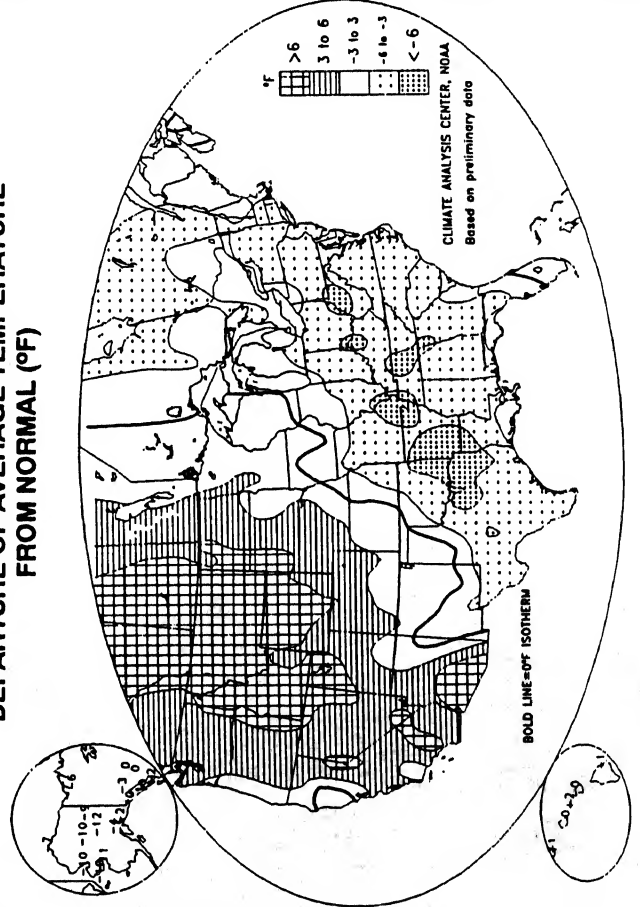 DEPARTURE OF AVERAGE TEMPERATURE
FROM NORMAL (°F)
°F
>6
3 to 6
-3 to 3
-6 to -3
<-6
CLIMATE ANALYSIS CENTER, NOAA
Based on preliminary data
BOLD LINE=0°F ISOTHERM